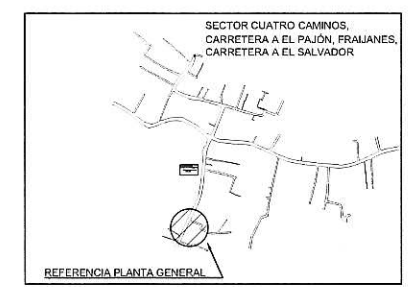 SECTOR CUATRO CAMINOS,
CARRETERA A EL PAJÓN, FRAIJANES,
CARRETERA A EL SALVADOR
REFERENCIA PLANTA GENERAL